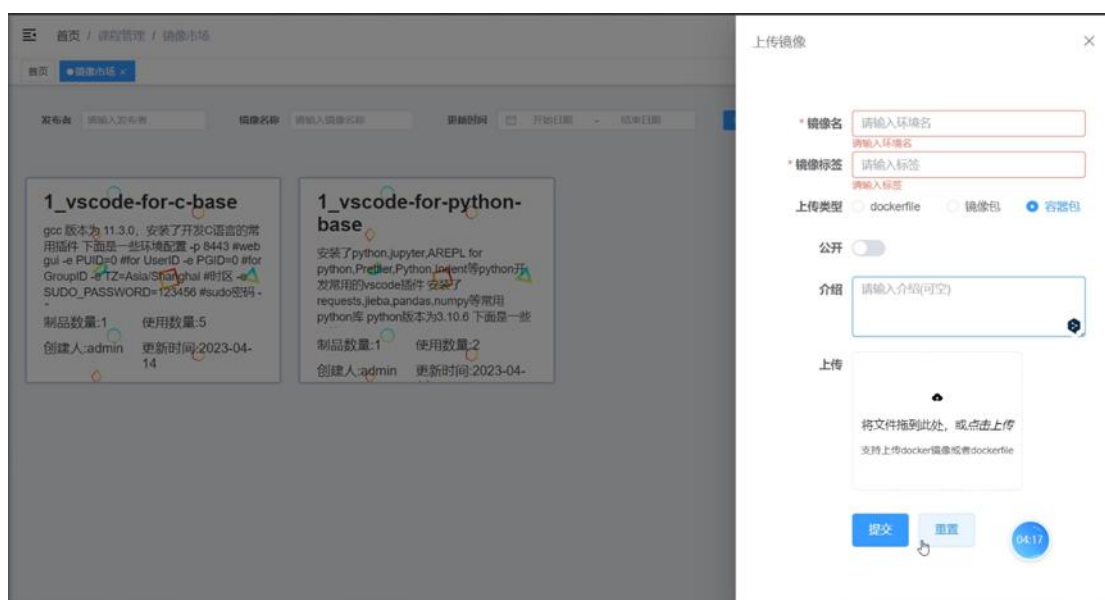 首页 / 课程管理 / 镜像市场
首页
镜像市场 ×
发布者 请输入发布者 镜像名称 请输入镜像名称 更新时间 开始日期 - 结束日期
1_vscode-for-c-base
gcc 版本为 11.3.0，安装了开发C语言的常
用插件 下面是一些环境配置 -p 8443 #web
gui -e PUID=0 #for UserID -e PGID=0 #for
GroupID -e TZ=Asia/Shanghai #时区 -e
SUDO_PASSWORD=123456 #sudo密码 -
制品数量:1 使用数量:5
创建人:admin 更新时间:2023-04-
14
1_vscode-for-python-
base
安装了python,jupyter,AREPL for
python,Prettier,Python,Indent等python开
发常用的vscode插件 安装了
requests,jieba,pandas,numpy等常用
python库 python版本为3.10.6 下面是一些
制品数量:1 使用数量:2
创建人:admin 更新时间:2023-04-
上传镜像
* 镜像名 请输入环境名
请输入环境名
* 镜像标签 请输入标签
请输入标签
上传类型 dockerfile 镜像包 容器包
公开
介绍 请输入介绍(可空)
上传
将文件拖到此处，或点击上传
支持上传docker镜像或者dockerfile
提交 重置
04:17